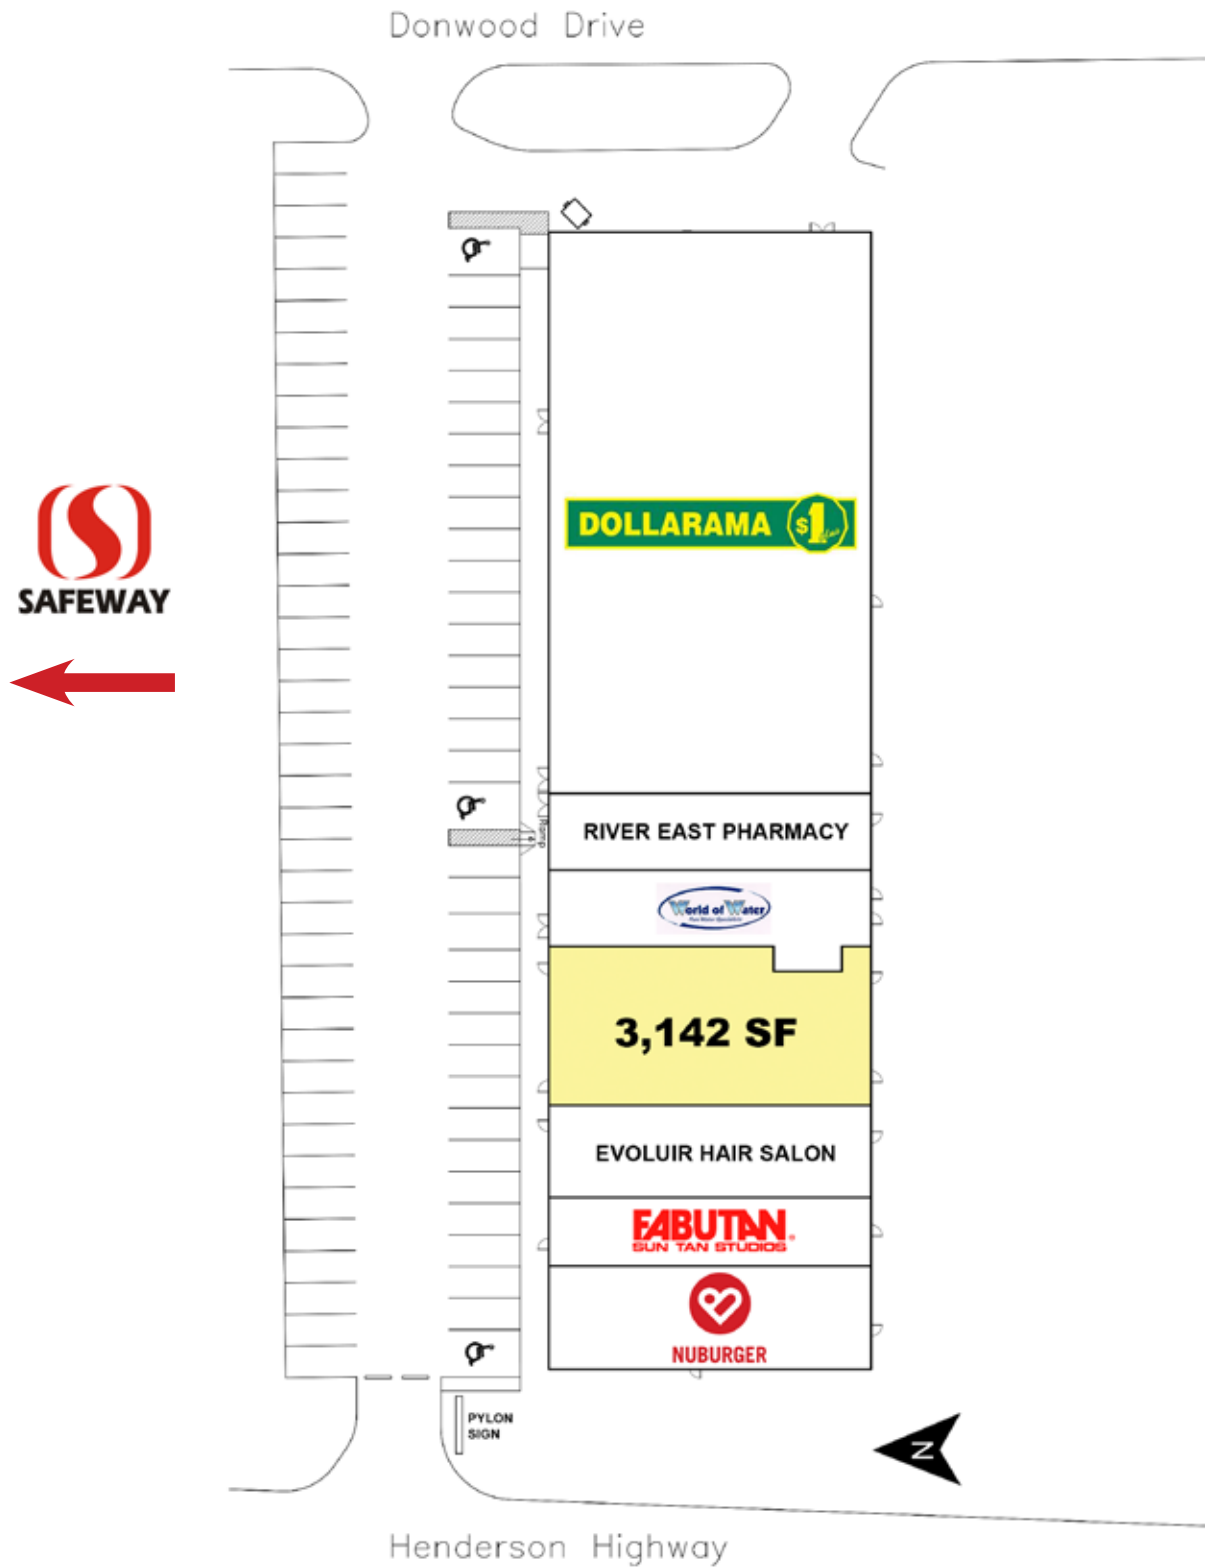 Donwood Drive
DOLLARAMA $1
SAFEWAY
Ramp
RIVER EAST PHARMACY
World of Water
3,142 SF
EVOLUIR HAIR SALON
FABUTAN
SUN TAN STUDIOS
NUBURGER
PYLON
SIGN
N
Henderson Highway